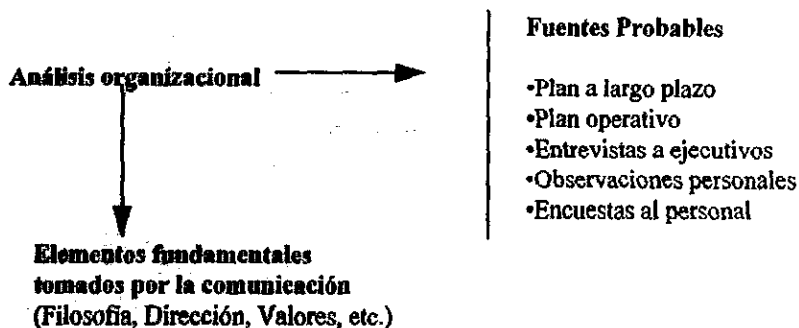 Fuentes Probables
Análisis organizacional
•Plan a largo plazo
•Plan operativo
•Entrevistas a ejecutivos
•Observaciones personales
•Encuestas al personal
Elementos fundamentales
tomados por la comunicación
(Filosofía, Dirección, Valores, etc.)